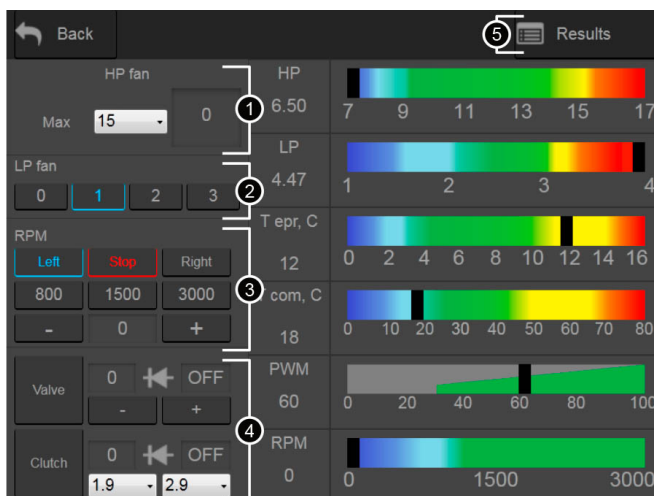 Back
5
Results
HP fan
Max
15
0
1
LP fan
0 1 2 3
2
RPM
Left Stop Right
800 1500 3000
3
- 0 +
Valve
0 OFF
- +
4
Clutch
0 OFF
1.9 2.9
HP
6.50
7 9 11 13 15 17
LP
4.47
1 2 3 4
T epr, C
12
0 2 4 6 8 10 12 14 16
com, C
18
0 10 20 30 40 50 60 70 80
PWM
60
0 20 40 60 80 100
RPM
0
0 1500 3000